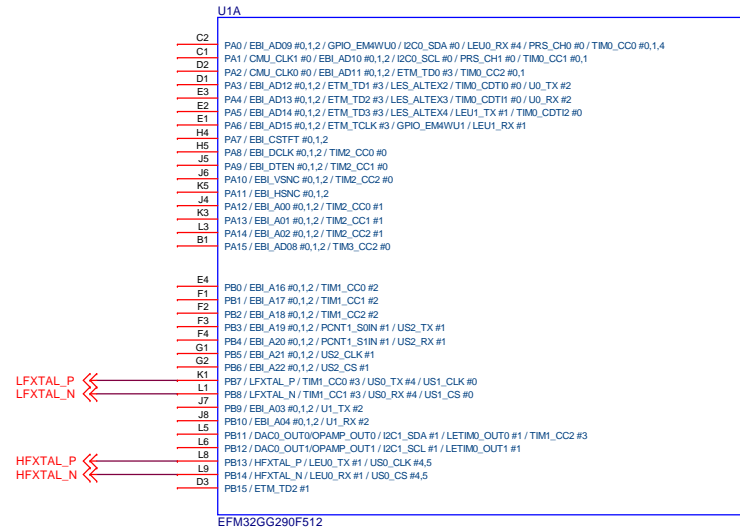 U1A
C2 PA0 / EBI_AD09 #0,1,2 / GPIO_EM4WU0 / I2C0_SDA #0 / LEU0_RX #4 / PRS_CH0 #0 / TIM0_CC0 #0,1,4
C1 PA1 / CMU_CLK1 #0 / EBI_AD10 #0,1,2 / I2C0_SCL #0 / PRS_CH1 #0 / TIM0_CC1 #0,1
D2 PA2 / CMU_CLK0 #0 / EBI_AD11 #0,1,2 / ETM_TD0 #3 / TIM0_CC2 #0,1
D1 PA3 / EBI_AD12 #0,1,2 / ETM_TD1 #3 / LES_ALTEX2 / TIM0_CDTI0 #0 / U0_TX #2
E3 PA4 / EBI_AD13 #0,1,2 / ETM_TD2 #3 / LES_ALTEX3 / TIM0_CDTI1 #0 / U0_RX #2
E2 PA5 / EBI_AD14 #0,1,2 / ETM_TD3 #3 / LES_ALTEX4 / LEU1_TX #1 / TIM0_CDTI2 #0
E1 PA6 / EBI_AD15 #0,1,2 / ETM_TCLK #3 / GPIO_EM4WU1 / LEU1_RX #1
H4 PA7 / EBI_CSTFT #0,1,2
H5 PA8 / EBI_DCLK #0,1,2 / TIM2_CC0 #0
J5 PA9 / EBI_DTEN #0,1,2 / TIM2_CC1 #0
J6 PA10 / EBI_VSNC #0,1,2 / TIM2_CC2 #0
K5 PA11 / EBI_HSNC #0,1,2
J4 PA12 / EBI_A00 #0,1,2 / TIM2_CC0 #1
K3 PA13 / EBI_A01 #0,1,2 / TIM2_CC1 #1
L3 PA14 / EBI_A02 #0,1,2 / TIM2_CC2 #1
B1 PA15 / EBI_AD08 #0,1,2 / TIM3_CC2 #0
E4 PB0 / EBI_A16 #0,1,2 / TIM1_CC0 #2
F1 PB1 / EBI_A17 #0,1,2 / TIM1_CC1 #2
F2 PB2 / EBI_A18 #0,1,2 / TIM1_CC2 #2
F3 PB3 / EBI_A19 #0,1,2 / PCNT1_S0IN #1 / US2_TX #1
F4 PB4 / EBI_A20 #0,1,2 / PCNT1_S1IN #1 / US2_RX #1
G1 PB5 / EBI_A21 #0,1,2 / US2_CLK #1
G2 PB6 / EBI_A22 #0,1,2 / US2_CS #1
LFXTAL_P K1 PB7 / LFXTAL_P / TIM1_CC0 #3 / US0_TX #4 / US1_CLK #0
LFXTAL_N L1 PB8 / LFXTAL_N / TIM1_CC1 #3 / US0_RX #4 / US1_CS #0
J7 PB9 / EBI_A03 #0,1,2 / U1_TX #2
J8 PB10 / EBI_A04 #0,1,2 / U1_RX #2
L5 PB11 / DAC0_OUT0/OPAMP_OUT0 / I2C1_SDA #1 / LETIM0_OUT0 #1 / TIM1_CC2 #3
L6 PB12 / DAC0_OUT1/OPAMP_OUT1 / I2C1_SCL #1 / LETIM0_OUT1 #1
HFXTAL_P L8 PB13 / HFXTAL_P / LEU0_TX #1 / US0_CLK #4,5
HFXTAL_N L9 PB14 / HFXTAL_N / LEU0_RX #1 / US0_CS #4,5
D3 PB15 / ETM_TD2 #1
EFM32GG290F512